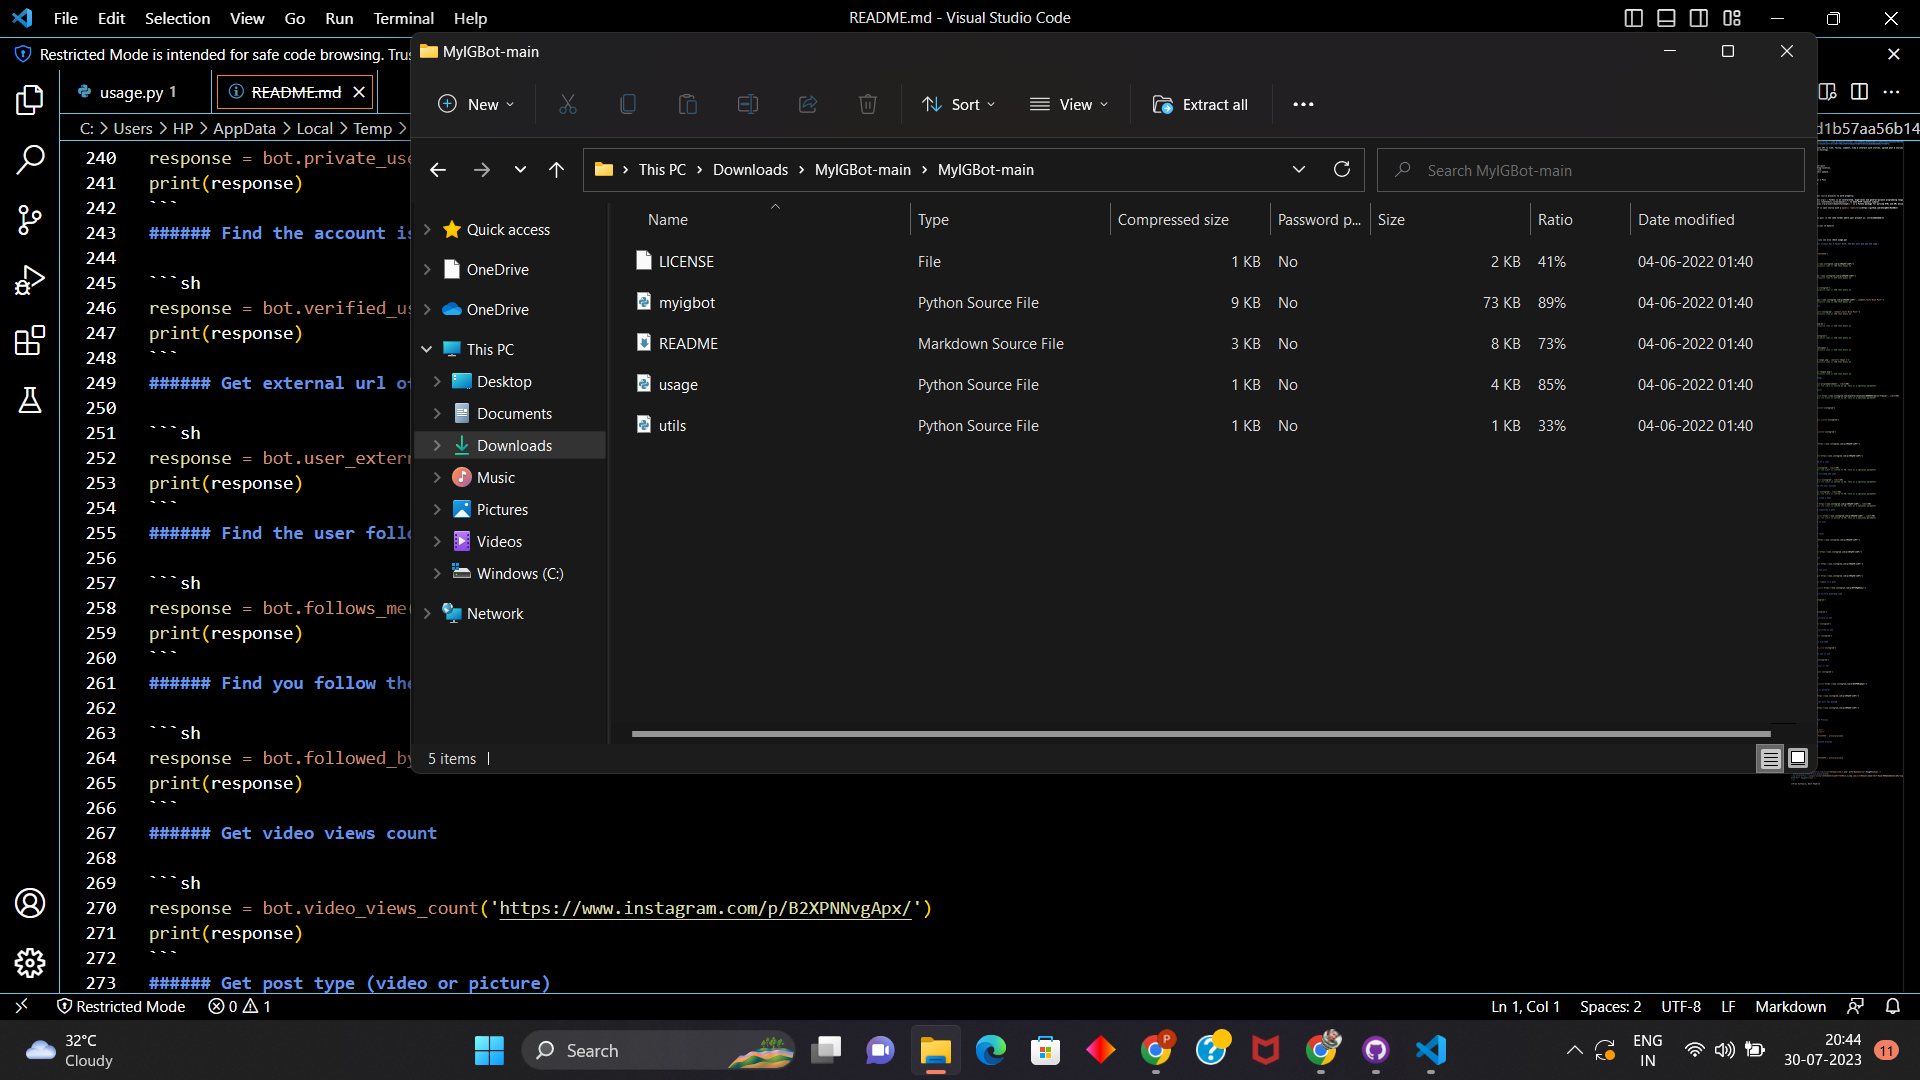 File Edit Selection View Go Run Terminal Help
README.md - Visual Studio Code
Restricted Mode is intended for safe code browsing. Trus
usage.py 1
README.md
C: > Users > HP > AppData > Local > Temp >
d1b57aa56b14
240 response = bot.private_use
241 print(response)
242 ```
243 ###### Find the account is
244
245 ```sh
246 response = bot.verified_us
247 print(response)
248 ```
249 ###### Get external url of
250
251 ```sh
252 response = bot.user_extern
253 print(response)
254 ```
255 ###### Find the user follo
256
257 ```sh
258 response = bot.follows_me(
259 print(response)
260 ```
261 ###### Find you follow the
262
263 ```sh
264 response = bot.followed_by
265 print(response)
266 ```
267 ###### Get video views count
268
269 ```sh
270 response = bot.video_views_count('https://www.instagram.com/p/B2XPNNvgApx/')
271 print(response)
272 ```
273 ###### Get post type (video or picture)
MyIGBot-main
New Sort View Extract all
This PC > Downloads > MyIGBot-main > MyIGBot-main
Search MyIGBot-main
Quick access
OneDrive
OneDrive
This PC
Desktop
Documents
Downloads
Music
Pictures
Videos
Windows (C:)
Network
Name Type Compressed size Password p... Size Ratio Date modified
LICENSE File 1 KB No 2 KB 41% 04-06-2022 01:40
myigbot Python Source File 9 KB No 73 KB 89% 04-06-2022 01:40
README Markdown Source File 3 KB No 8 KB 73% 04-06-2022 01:40
usage Python Source File 1 KB No 4 KB 85% 04-06-2022 01:40
utils Python Source File 1 KB No 1 KB 33% 04-06-2022 01:40
5 items
Restricted Mode 0 1
Ln 1, Col 1 Spaces: 2 UTF-8 LF Markdown
32°C
Cloudy
Search
P
ENG
IN
20:44
30-07-2023
11